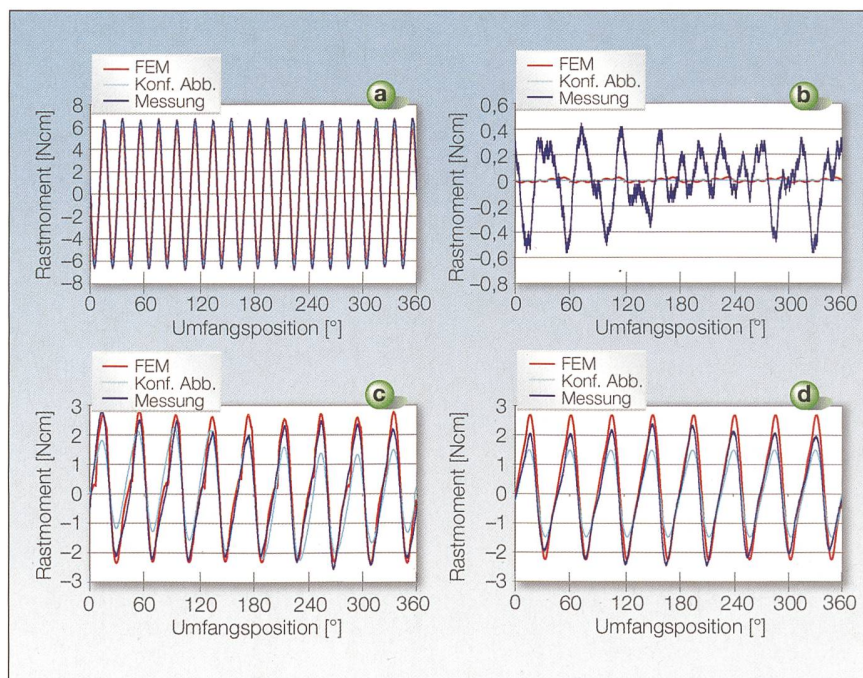 FEM
Konf. Abb.
Messung
a
Rastmoment [Ncm]
8
6
4
2
0
–2
–4
–6
–8
0 60 120 180 240 300 360
Umfangsposition [°]
FEM
Konf. Abb.
Messung
b
Rastmoment [Ncm]
0,6
0,4
0,2
0
–0,2
–0,4
–0,6
–0,8
0 60 120 180 240 300 360
Umfangsposition [°]
FEM
Konf. Abb.
Messung
c
Rastmoment [Ncm]
3
2
1
0
–1
–2
–3
0 60 120 180 240 300 360
Umfangsposition [°]
FEM
Konf. Abb.
Messung
d
Rastmoment [Ncm]
3
2
1
0
–1
–2
–3
0 60 120 180 240 300 360
Umfangsposition [°]